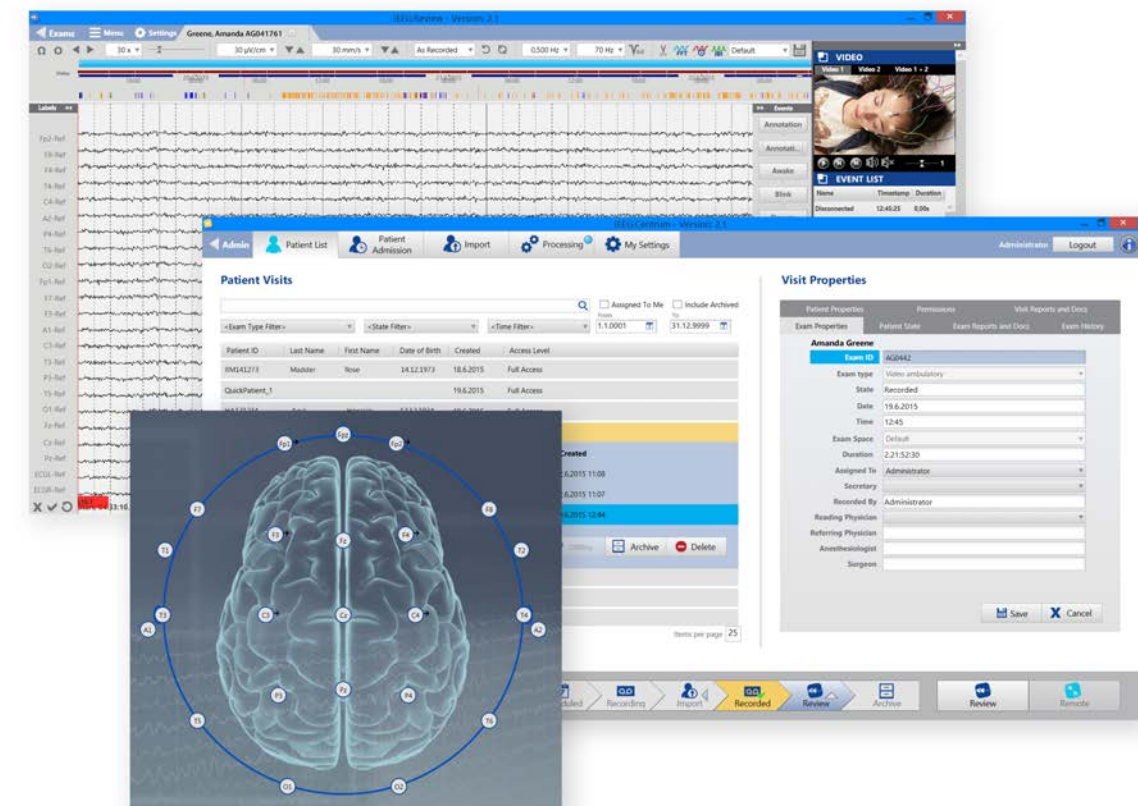 iEEG Review - Version 2.1
Exams Menu Settings Greene, Amanda AG041761
30 s 30 µV/cm 30 mm/s As Recorded 0,500 Hz 70 Hz Default
Labels
Fp2-Ref
F8-Ref
F4-Ref
T4-Ref
C4-Ref
A2-Ref
P4-Ref
T6-Ref
O2-Ref
Fp1-Ref
F7-Ref
F3-Ref
A1-Ref
C3-Ref
T3-Ref
P3-Ref
T5-Ref
O1-Ref
Fz-Ref
Cz-Ref
Pz-Ref
ECGL-Ref
ECGR-Ref
Events
Annotation
Annotati...
Awake
Blink
VIDEO
Video 1 Video 2 Video 1 + 2
1
EVENT LIST
Name Timestamp Duration
Disconnected 12:45:25 0,00s
Version 2.1
Admin Patient List Patient Admission Import Processing My Settings Administrator Logout
Patient Visits
Assigned To Me Include Archived
From To
<Exam Type Filter> <State Filter> <Time Filter> 1.1.0001 31.12.9999
Patient ID Last Name First Name Date of Birth Created Access Level
RM141273 Madder Rose 14.12.1973 18.6.2015 Full Access
QuickPatient_1 19.6.2015 Full Access
Created
.6.2015 11:08
.6.2015 11:07
.6.2015 12:44
Archive Delete
Items per page 25
Recording Import Recorded Review Archive Review Remote
Visit Properties
Patient Properties Permissions Visit Reports and Docs
Exam Properties Patient State Exam Reports and Docs Exam History
Amanda Greene
Exam ID AG0442
Exam type Video ambulatory
State Recorded
Date 19.6.2015
Time 12:45
Exam Space Default
Duration 2.21:52:30
Assigned To Administrator
Secretary
Recorded By Administrator
Reading Physician
Referring Physician
Anesthesiologist
Surgeon
Save Cancel
Fp1 Fpz Fp2
F7 F8
F3 Fz F4
T1 T2
T3 C3 Cz C4 T4
A1 A2
P3 Fz P4
T5 T6
O1 O2